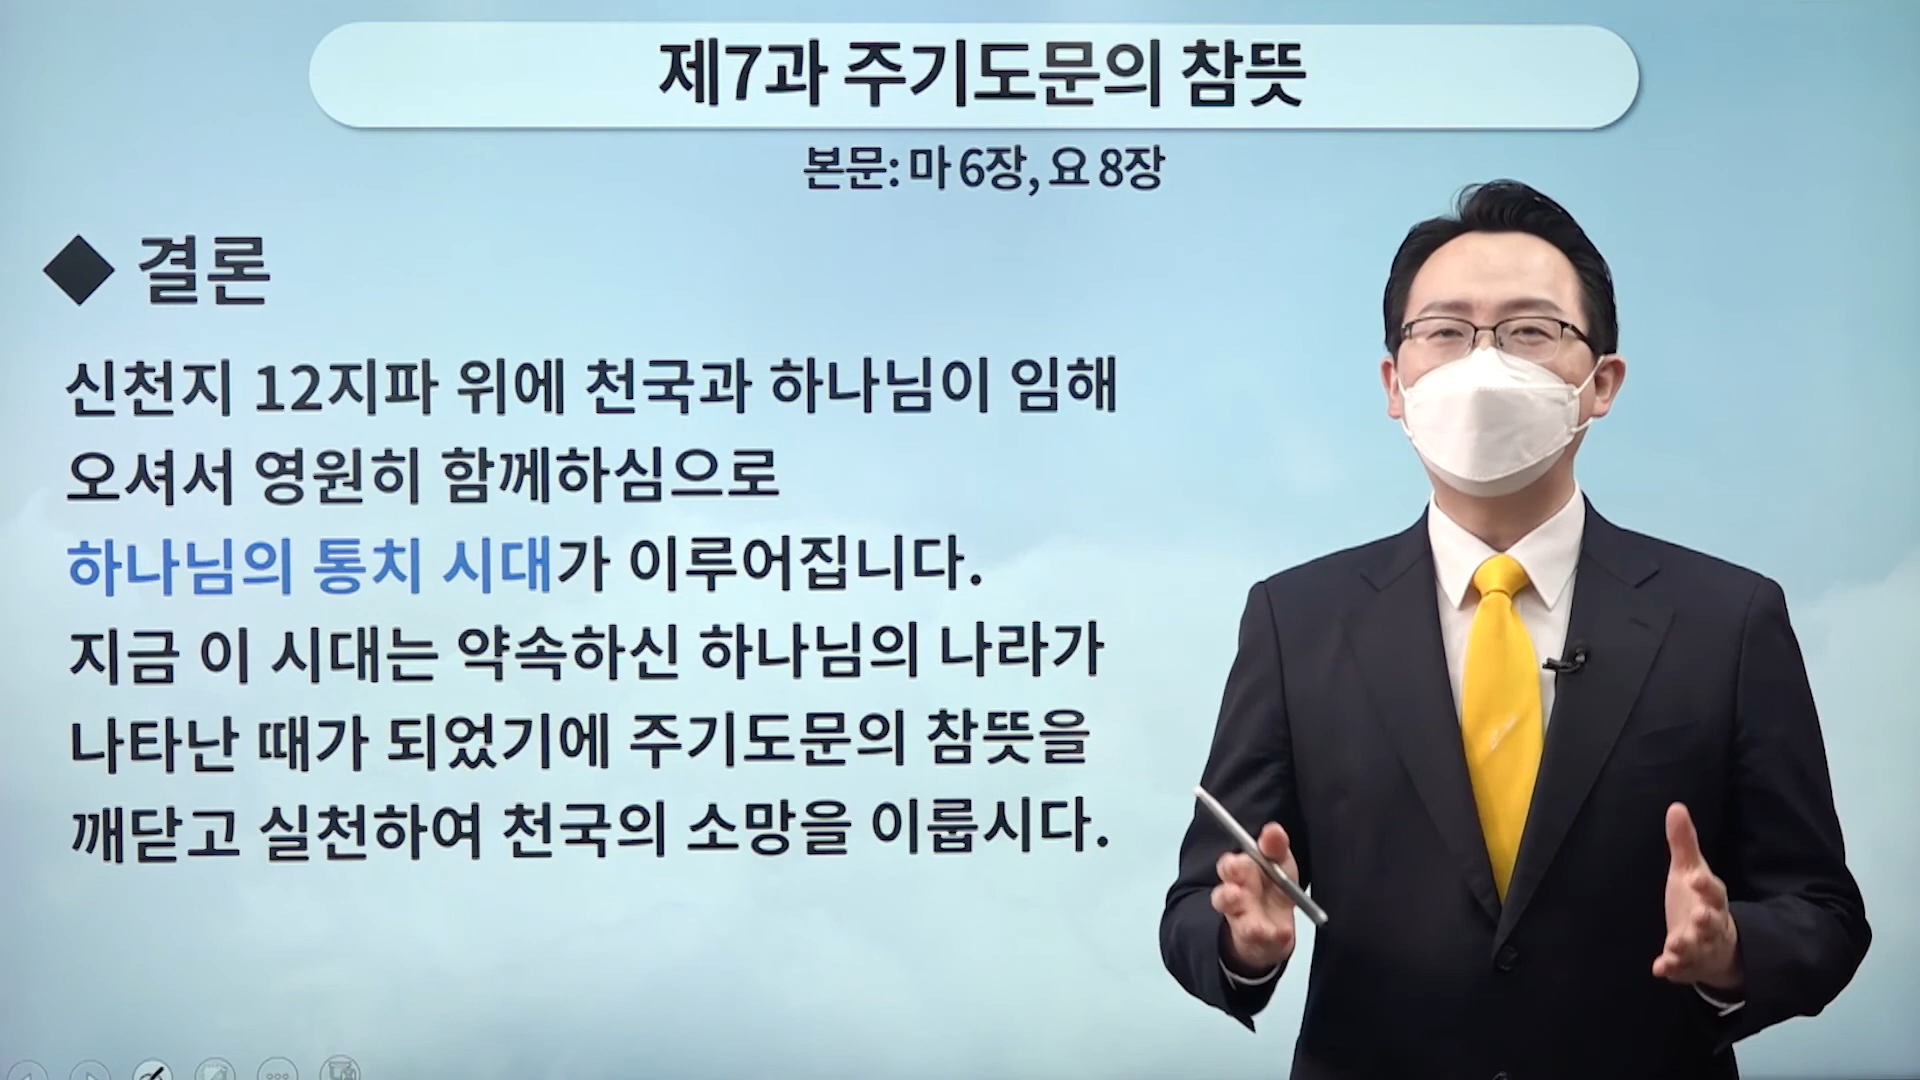 제7과 주기도문의 참뜻
본문: 마 6장, 요 8장
◆ 결론
신천지 12지파 위에 천국과 하나님이 임해
오셔서 영원히 함께하심으로
하나님의 통치 시대가 이루어집니다.
지금 이 시대는 약속하신 하나님의 나라가
나타난 때가 되었기에 주기도문의 참뜻을
깨닫고 실천하여 천국의 소망을 이룹시다.